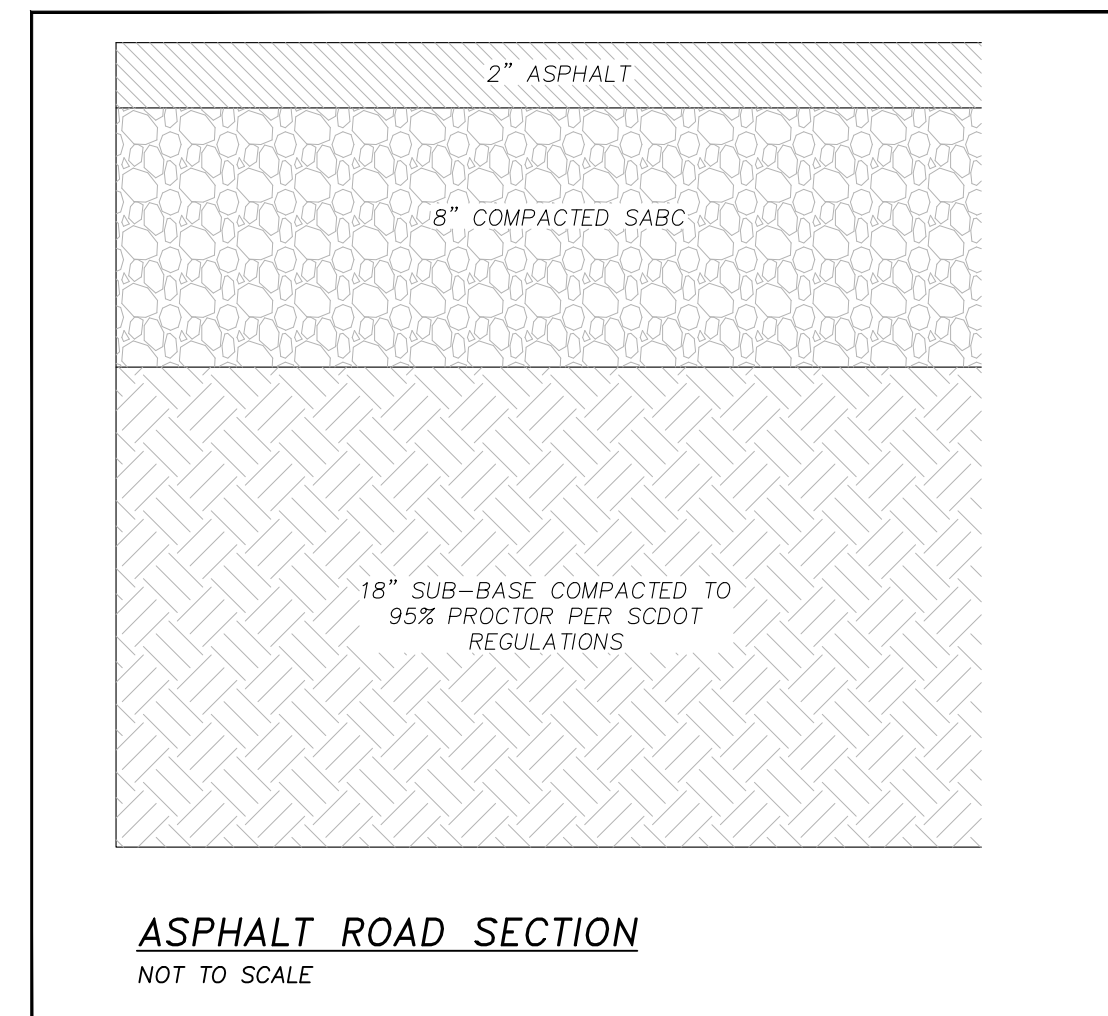 2” ASPHALT
8” COMPACTED SABC
18” SUB-BASE COMPACTED TO
95% PROCTOR PER SCDOT
REGULATIONS
ASPHALT ROAD SECTION
NOT TO SCALE